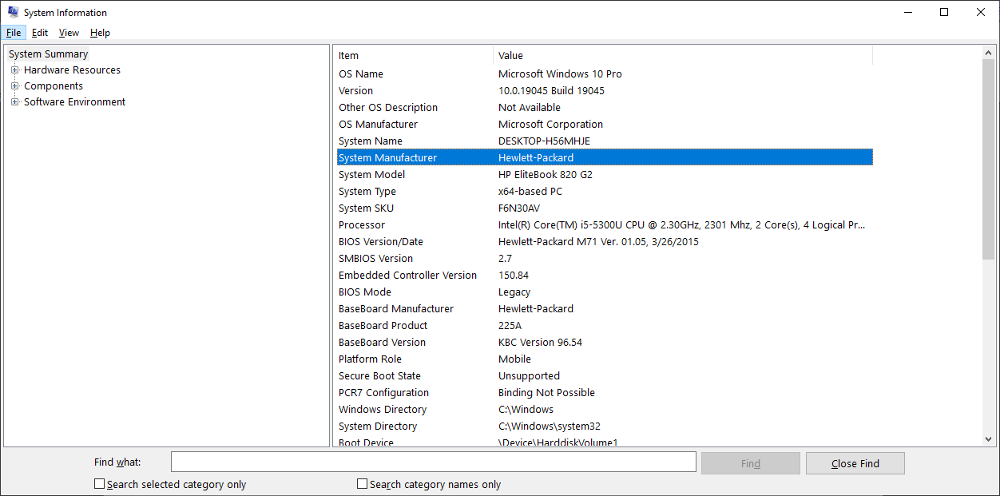 System Information
File Edit View Help
System Summary
Hardware Resources
Components
Software Environment
Item Value
OS Name Microsoft Windows 10 Pro
Version 10.0.19045 Build 19045
Other OS Description Not Available
OS Manufacturer Microsoft Corporation
System Name DESKTOP-H56MHJE
System Manufacturer Hewlett-Packard
System Model HP EliteBook 820 G2
System Type x64-based PC
System SKU F6N30AV
Processor Intel(R) Core(TM) i5-5300U CPU @ 2.30GHz, 2301 Mhz, 2 Core(s), 4 Logical Pr...
BIOS Version/Date Hewlett-Packard M71 Ver. 01.05, 3/26/2015
SMBIOS Version 2.7
Embedded Controller Version 150.84
BIOS Mode Legacy
BaseBoard Manufacturer Hewlett-Packard
BaseBoard Product 225A
BaseBoard Version KBC Version 96.54
Platform Role Mobile
Secure Boot State Unsupported
PCR7 Configuration Binding Not Possible
Windows Directory C:\Windows
System Directory C:\Windows\system32
Boot Device \Device\HarddiskVolume1
Find what: Find Close Find
Search selected category only Search category names only